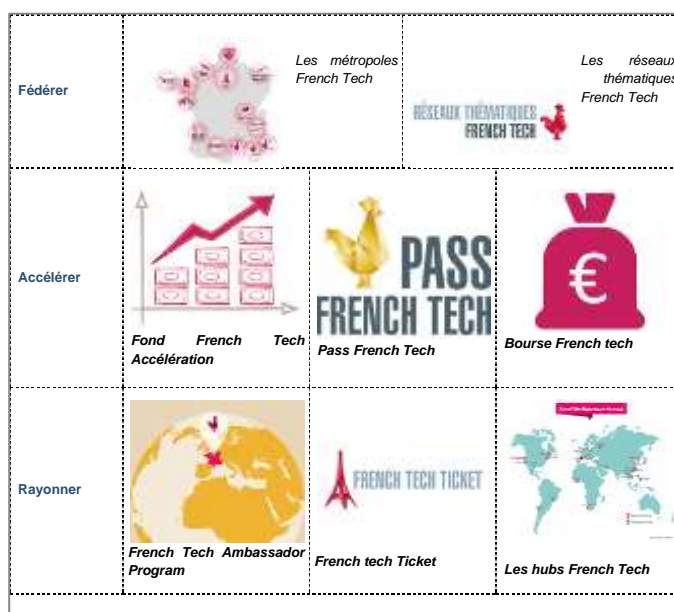 Fédérer
Les métropoles
French Tech
Les réseaux
thématiques
French Tech
RÉSEAUX THÉMATIQUES
FRENCH TECH
Accélérer
Fond French Tech
Accélération
PASS
FRENCH TECH
Pass French Tech
€
Bourse French tech
Rayonner
French Tech Ambassador
Program
FRENCH TECH TICKET
French tech Ticket
Les hubs French Tech